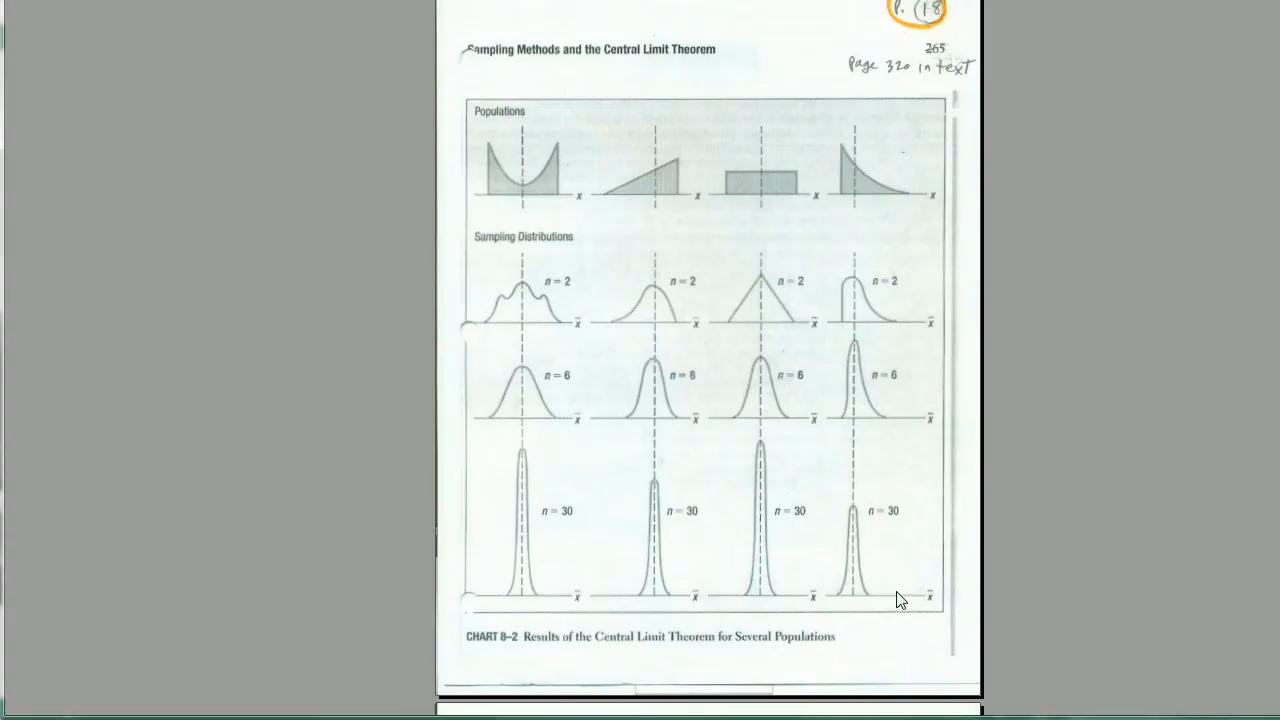 P. (18
Sampling Methods and the Central Limit Theorem
265
Page 320 in text
Populations
x x x x
Sampling Distributions
n = 2 n = 2 n = 2 n = 2
x̄ x̄ x̄ x̄
n = 6 n = 6 n = 6 n = 6
x̄ x̄ x̄ x̄
n = 30 n = 30 n = 30 n = 30
x̄ x̄ x̄ x̄
CHART 8–2 Results of the Central Limit Theorem for Several Populations